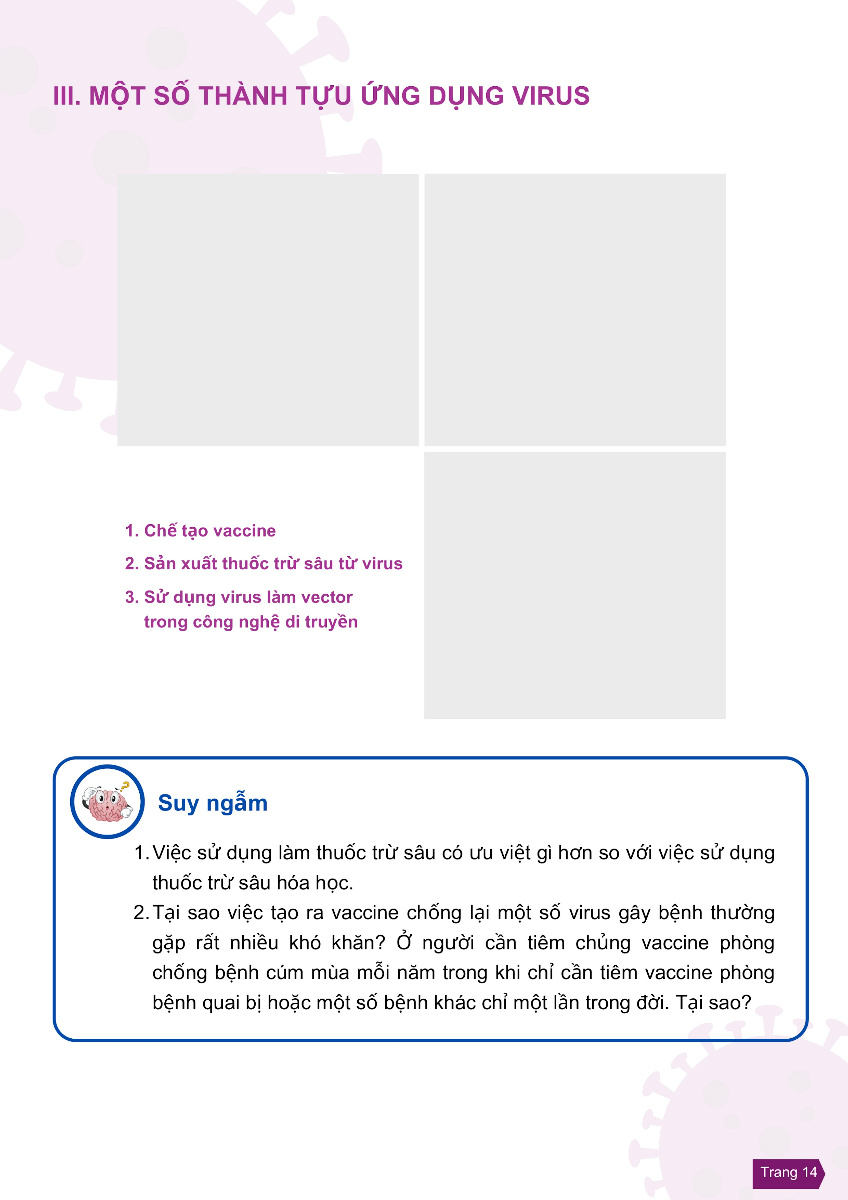 III. MỘT SỐ THÀNH TỰU ỨNG DỤNG VIRUS
1. Chế tạo vaccine
2. Sản xuất thuốc trừ sâu từ virus
3. Sử dụng virus làm vector
trong công nghệ di truyền
?
Suy ngẫm
1. Việc sử dụng làm thuốc trừ sâu có ưu việt gì hơn so với việc sử dụng
thuốc trừ sâu hóa học.
2. Tại sao việc tạo ra vaccine chống lại một số virus gây bệnh thường
gặp rất nhiều khó khăn? Ở người cần tiêm chủng vaccine phòng
chống bệnh cúm mùa mỗi năm trong khi chỉ cần tiêm vaccine phòng
bệnh quai bị hoặc một số bệnh khác chỉ một lần trong đời. Tại sao?
Trang 14